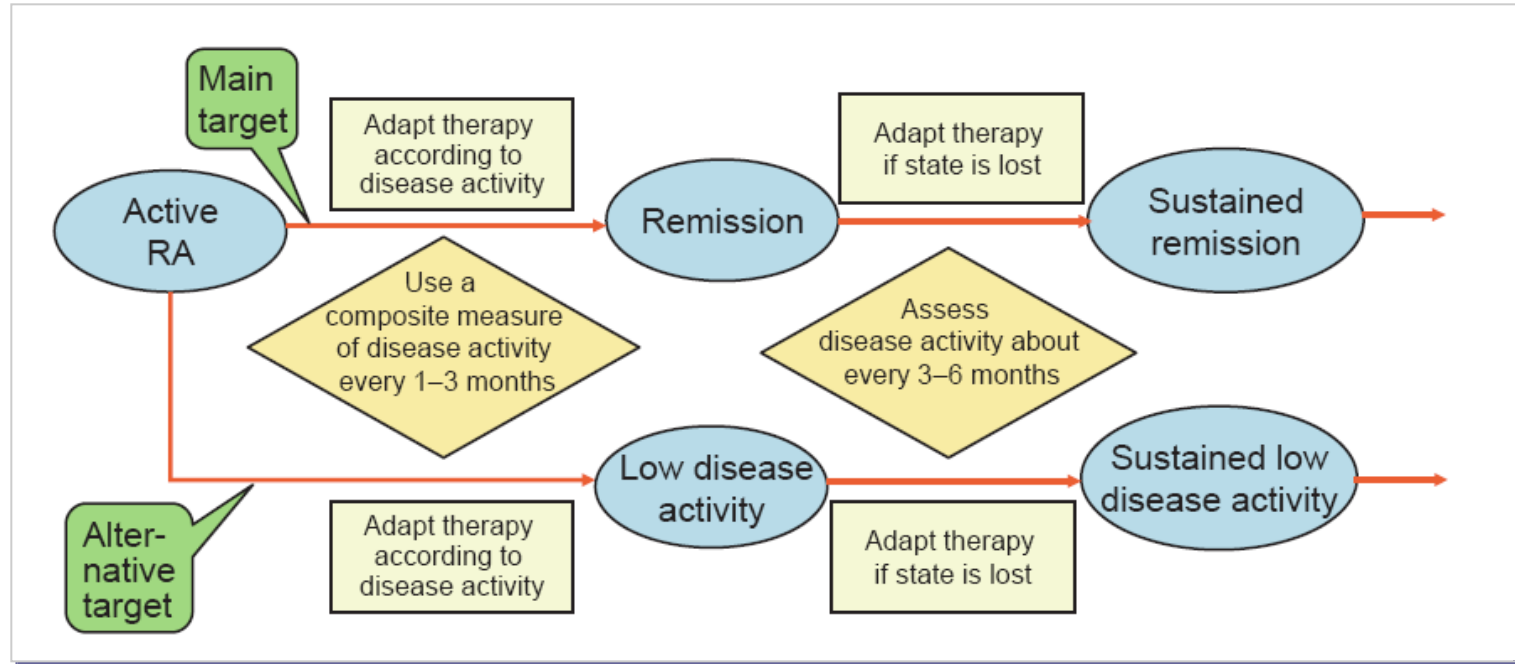 Main
target
Adapt therapy
according to
disease activity
Adapt therapy
if state is lost
Active
RA
Remission
Sustained
remission
Use a
composite measure
of disease activity
every 1–3 months
Assess
disease activity about
every 3–6 months
Low disease
activity
Sustained low
disease activity
Alter-
native
target
Adapt therapy
according to
disease activity
Adapt therapy
if state is lost